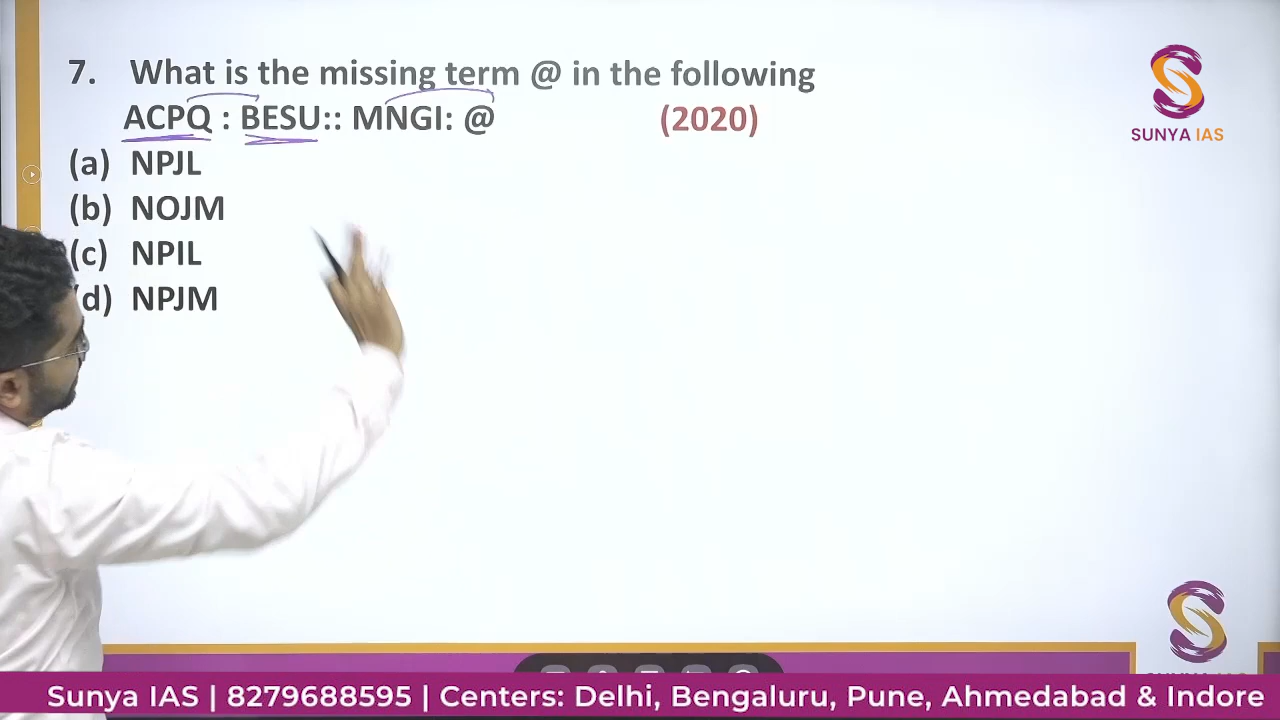 7. What is the missing term @ in the following
ACPQ : BESU:: MNGI: @ (2020)
(a) NPJL
(b) NOJM
(c) NPIL
(d) NPJM
SUNYA IAS
Sunya IAS | 8279688595 | Centers: Delhi, Bengaluru, Pune, Ahmedabad & Indore